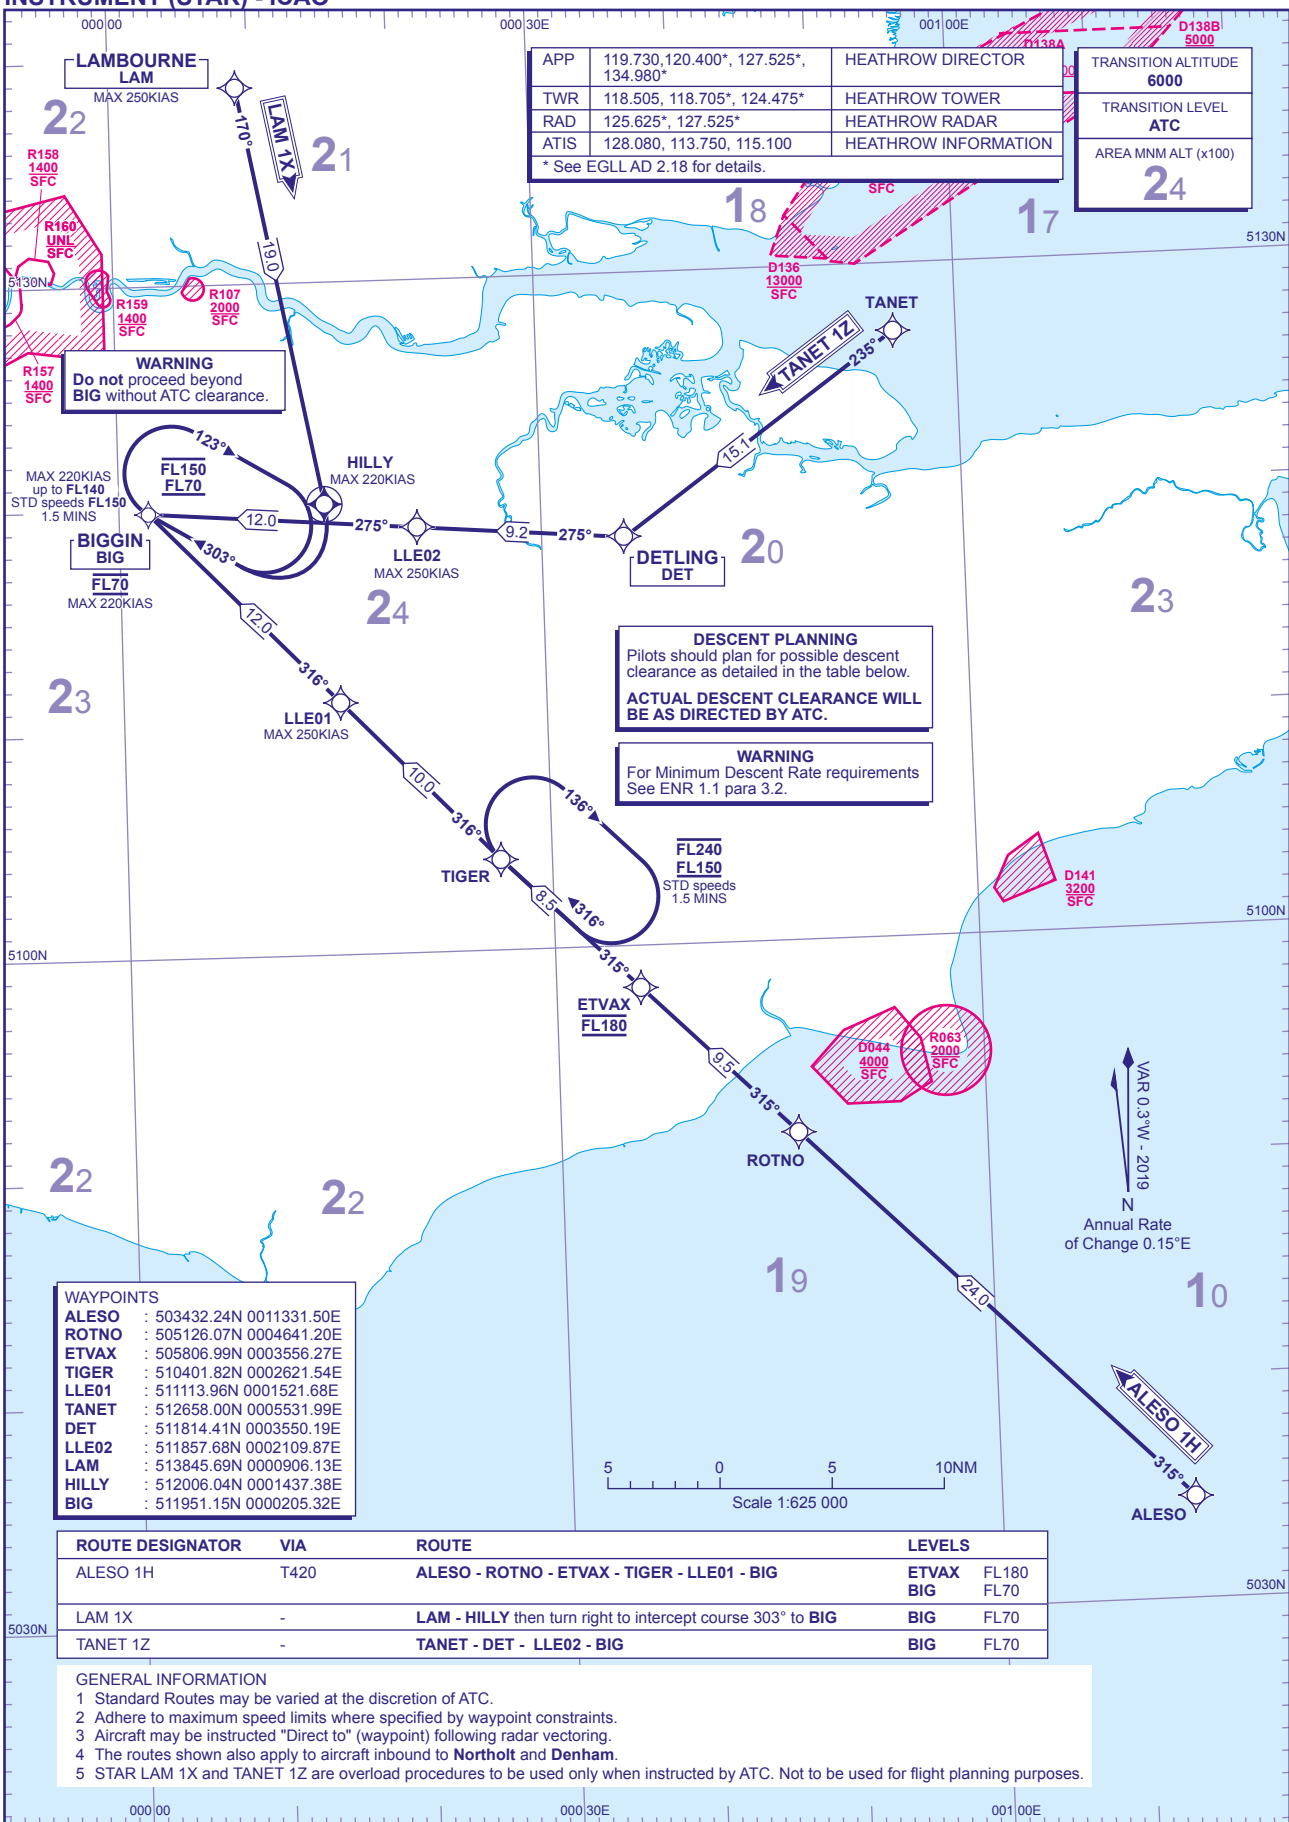 INSTRUMENT (STAR) - ICAO
000000
000030E
000100E
LAMBOURNE
LAM
MAX 250KIAS
170°
LAM 1X
22
21
APP 119.730,120.400*, 127.525*, 134.980* HEATHROW DIRECTOR
TWR 118.505, 118.705*, 124.475* HEATHROW TOWER
RAD 125.625*, 127.525* HEATHROW RADAR
ATIS 128.080, 113.750, 115.100 HEATHROW INFORMATION
* See EGLL AD 2.18 for details.
D138A
D138B
5000
TRANSITION ALTITUDE
6000
TRANSITION LEVEL
ATC
AREA MNM ALT (x100)
24
SFC
18
17
R158
1400
SFC
R160
UNL
SFC
5130N
5130N
R159
1400
SFC
R107
2000
SFC
R157
1400
SFC
19.0
D136
13000
SFC
TANET
TANET 1Z
235°
15.1
WARNING
Do not proceed beyond
BIG without ATC clearance.
123°
FL150
FL70
HILLY
MAX 220KIAS
MAX 220KIAS
up to FL140
STD speeds FL150
1.5 MINS
BIGGIN
BIG
FL70
MAX 220KIAS
12.0
275°
303°
LLE02
MAX 250KIAS
9.2
275°
DETLING
DET
20
24
23
12.0
23
316°
LLE01
MAX 250KIAS
DESCENT PLANNING
Pilots should plan for possible descent
clearance as detailed in the table below.
ACTUAL DESCENT CLEARANCE WILL
BE AS DIRECTED BY ATC.
WARNING
For Minimum Descent Rate requirements
See ENR 1.1 para 3.2.
10.0
136°
316°
TIGER
FL240
FL150
STD speeds
1.5 MINS
8.5
316°
D141
3200
SFC
5100N
5100N
315°
ETVAX
FL180
9.5
D044
4000
SFC
R063
2000
SFC
315°
ROTNO
VAR 0.3°W - 2019
N
Annual Rate
of Change 0.15°E
22
22
19
10
24.0
ALESO 1H
315°
ALESO
WAYPOINTS
ALESO : 503432.24N 0011331.50E
ROTNO : 505126.07N 0004641.20E
ETVAX : 505806.99N 0003556.27E
TIGER : 510401.82N 0002621.54E
LLE01 : 511113.96N 0001521.68E
TANET : 512658.00N 0005531.99E
DET : 511814.41N 0003550.19E
LLE02 : 511857.68N 0002109.87E
LAM : 513845.69N 0000906.13E
HILLY : 512006.04N 0001437.38E
BIG : 511951.15N 0000205.32E
5 0 5 10NM
Scale 1:625 000
ROUTE DESIGNATOR VIA ROUTE LEVELS
ALESO 1H T420 ALESO - ROTNO - ETVAX - TIGER - LLE01 - BIG ETVAX FL180
BIG FL70
LAM 1X - LAM - HILLY then turn right to intercept course 303° to BIG BIG FL70
TANET 1Z - TANET - DET - LLE02 - BIG BIG FL70
5030N
5030N
GENERAL INFORMATION
1 Standard Routes may be varied at the discretion of ATC.
2 Adhere to maximum speed limits where specified by waypoint constraints.
3 Aircraft may be instructed "Direct to" (waypoint) following radar vectoring.
4 The routes shown also apply to aircraft inbound to Northolt and Denham.
5 STAR LAM 1X and TANET 1Z are overload procedures to be used only when instructed by ATC. Not to be used for flight planning purposes.
000 00
000 30E
001 00E